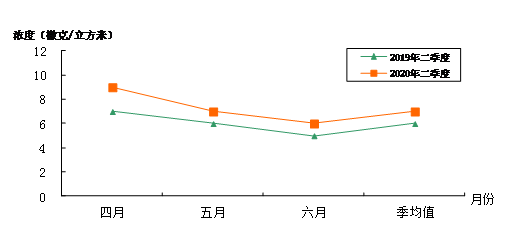 浓度（微克/立方米）
2019年二季度
2020年二季度
12
10
8
6
4
2
0
四月 五月 六月 季均值
月份